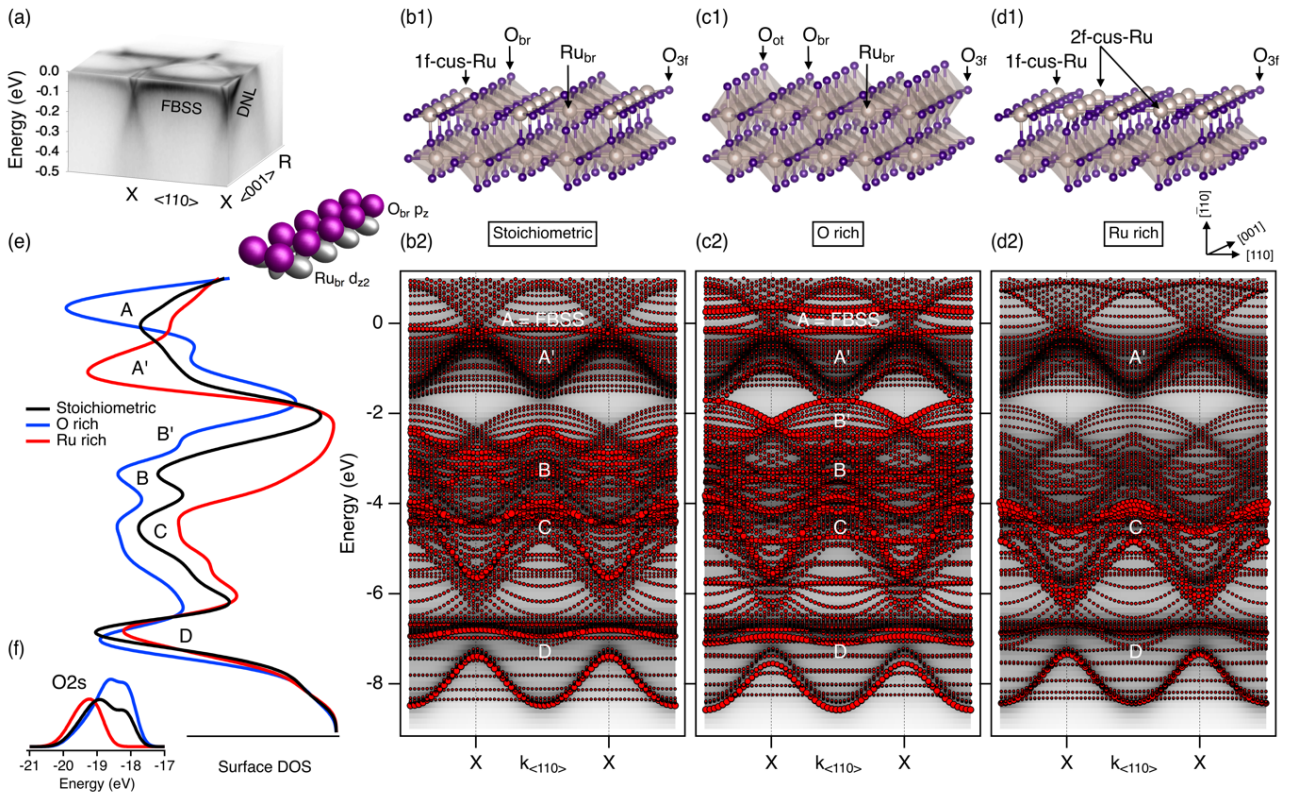 (a)
Energy (eV)
0.0
-0.1
-0.2
-0.3
-0.4
-0.5
FBSS
DNL
X <110> X <001> R
(b1)
1f-cus-Ru
O_br
Ru_br
O_3f
(c1)
O_ot
O_br
Ru_br
O_3f
(d1)
1f-cus-Ru
2f-cus-Ru
O_3f
[1̄10]
[001]
[110]
(e)
O_br p_z
Ru_br d_z2
A
A'
Stoichiometric
O rich
Ru rich
B'
B
C
D
Surface DOS
(f)
O2s
-21 -20 -19 -18 -17
Energy (eV)
(b2)
Stoichiometric
Energy (eV)
0
-2
-4
-6
-8
A = FBSS
A'
B
C
D
X k<110> X
(c2)
O rich
A = FBSS
A'
B'
B
C
D
X k<110> X
(d2)
Ru rich
A'
C
D
X k<110> X